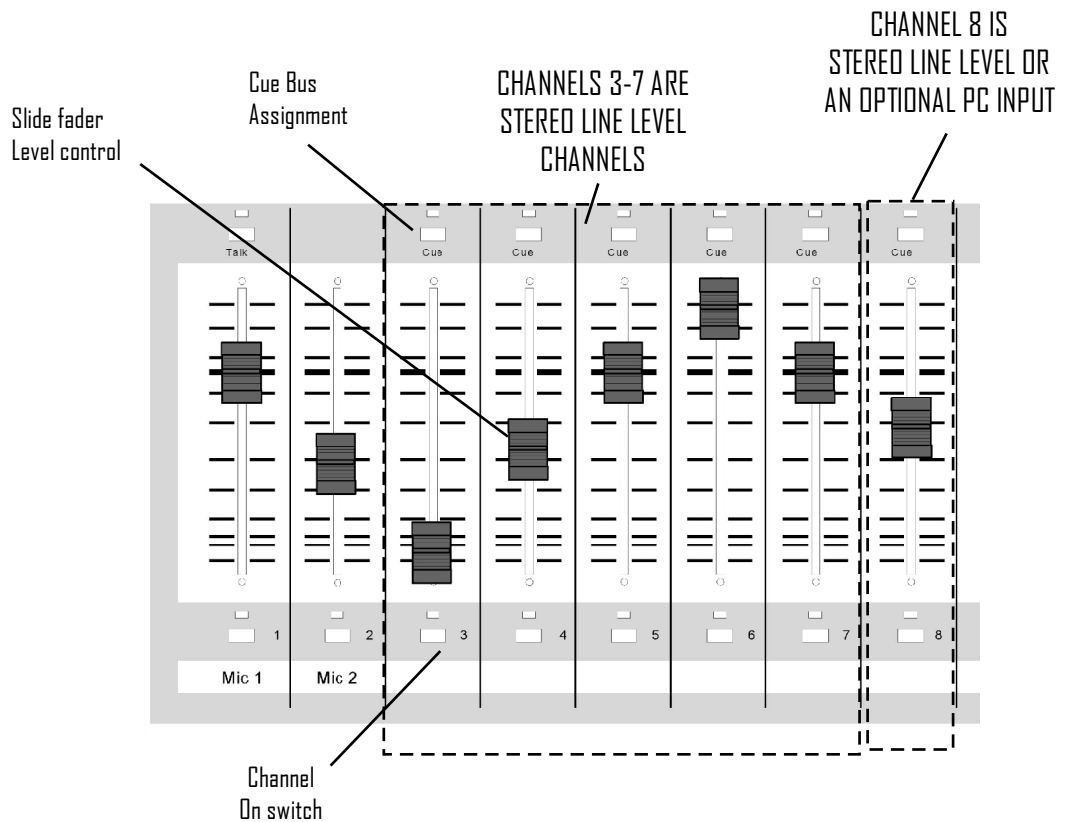 CHANNEL 8 IS
STEREO LINE LEVEL OR
AN OPTIONAL PC INPUT
Cue Bus
Assignment
CHANNELS 3-7 ARE
STEREO LINE LEVEL
CHANNELS
Slide fader
Level control
Talk
Cue
Cue
Cue
Cue
Cue
Cue
1
2
3
4
5
6
7
8
Mic 1
Mic 2
Channel
On switch